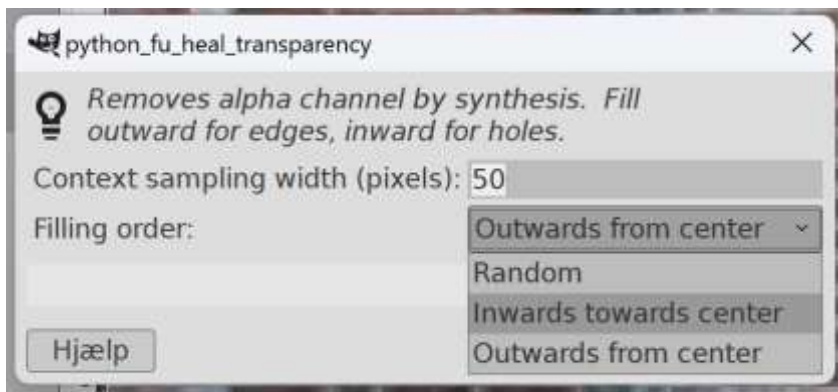 python_fu_heal_transparency
Removes alpha channel by synthesis.  Fill
outward for edges, inward for holes.
Context sampling width (pixels): 50
Filling order: Outwards from center
Random
Inwards towards center
Outwards from center
Hjælp